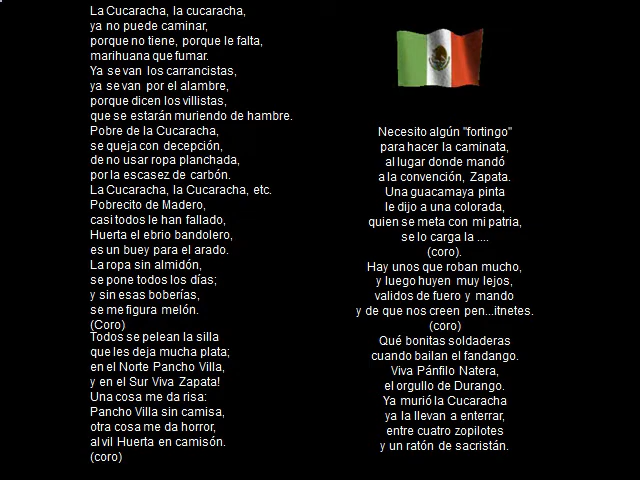 La Cucaracha, la cucaracha,
ya no puede caminar,
porque no tiene, porque le falta,
marihuana que fumar.
Ya se van los carrancistas,
ya se van por el alambre,
porque dicen los villistas,
que se estarán muriendo de hambre.
Pobre de la Cucaracha,
se queja con decepción,
de no usar ropa planchada,
por la escasez de carbón.
La Cucaracha, la Cucaracha, etc.
Pobrecito de Madero,
casi todos le han fallado,
Huerta el ebrio bandolero,
es un buey para el arado.
La ropa sin almidón,
se pone todos los días;
y sin esas boberías,
se me figura melón.
(Coro)
Todos se pelean la silla
que les deja mucha plata;
en el Norte Pancho Villa,
y en el Sur Viva Zapata!
Una cosa me da risa:
Pancho Villa sin camisa,
otra cosa me da horror,
al vil Huerta en camisón.
(coro)
Necesito algún "fortingo"
para hacer la caminata,
al lugar donde mandó
a la convención, Zapata.
Una guacamaya pinta
le dijo a una colorada,
quien se meta con mi patria,
se lo carga la ....
(coro).
Hay unos que roban mucho,
y luego huyen muy lejos,
validos de fuero y mando
y de que nos creen pen...itnetes.
(coro)
Qué bonitas soldaderas
cuando bailan el fandango.
Viva Pánfilo Natera,
el orgullo de Durango.
Ya murió la Cucaracha
ya la llevan a enterrar,
entre cuatro zopilotes
y un ratón de sacristán.